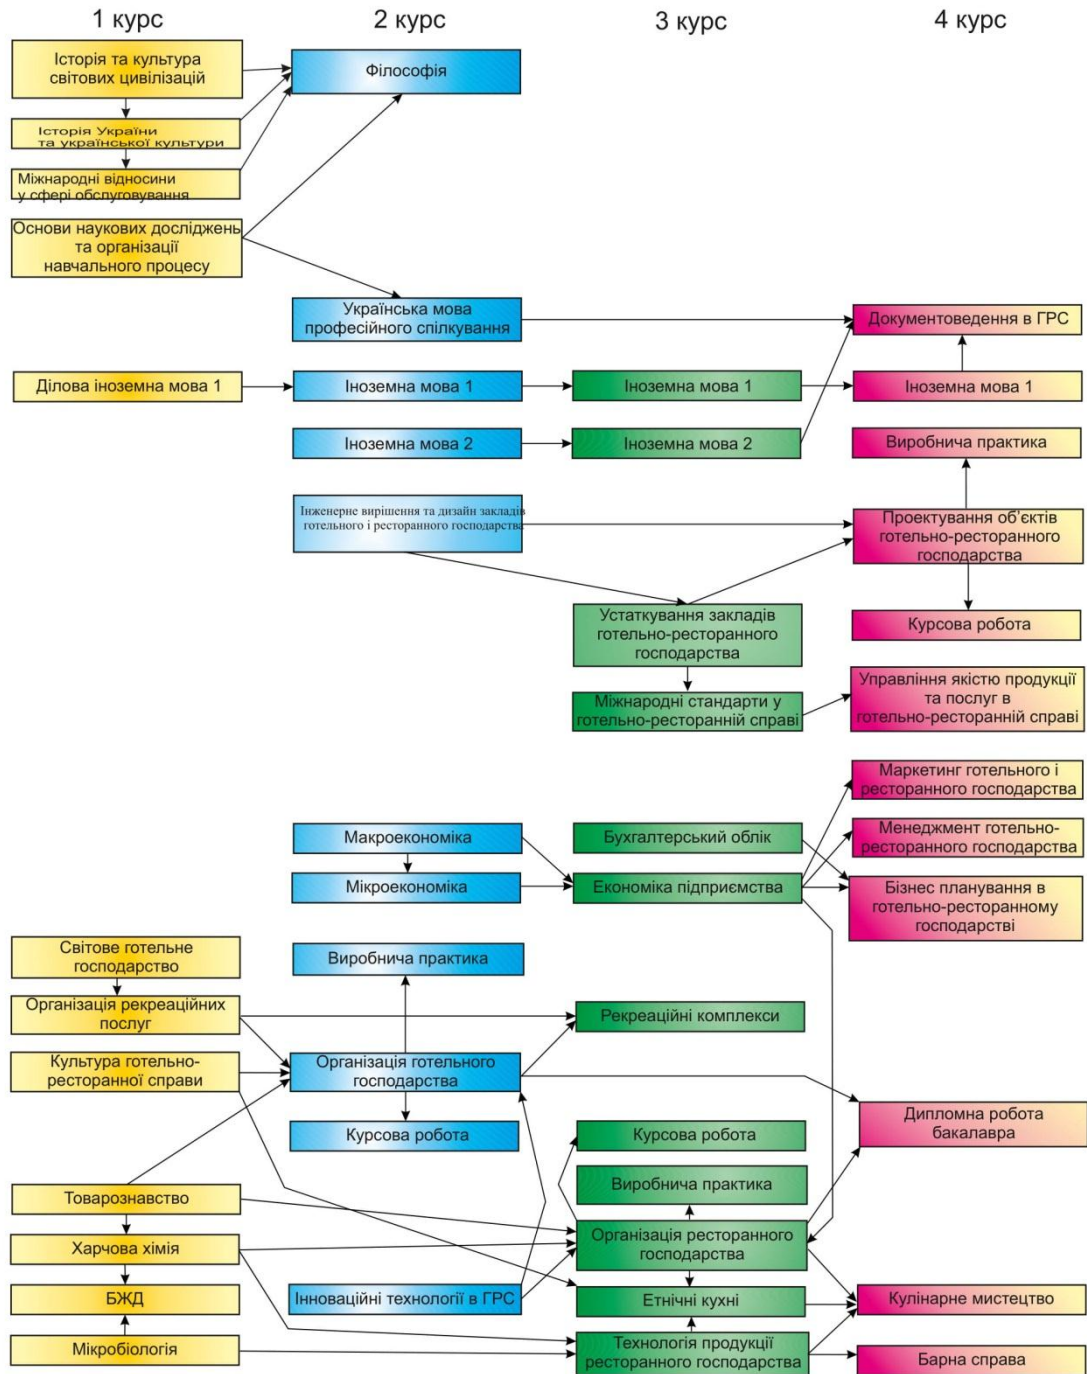 1 курс
2 курс
3 курс
4 курс
Історія та культура
світових цивілізацій
Філософія
Історія України
та української культури
Міжнародні відносини
у сфері обслуговування
Основи наукових досліджень
та організації
навчального процесу
Українська мова
професійного спілкування
Документоведення в ГРС
Ділова іноземна мова 1
Іноземна мова 1
Іноземна мова 1
Іноземна мова 1
Іноземна мова 2
Іноземна мова 2
Виробнича практика
Інженерне вирішення та дизайн закладів
готельного і ресторанного господарства
Проектування об’єктів
готельно-ресторанного
господарства
Устаткування закладів
готельно-ресторанного
господарства
Курсова робота
Міжнародні стандарти у
готельно-ресторанній справі
Управління якістю продукції
та послуг в
готельно-ресторанній справі
Маркетинг готельного і
ресторанного господарства
Макроекономіка
Бухгалтерський облік
Менеджмент готельно-
ресторанного господарства
Мікроекономіка
Економіка підприємства
Бізнес планування в
готельно-ресторанному
господарстві
Світове готельне
господарство
Виробнича практика
Організація рекреаційних
послуг
Рекреаційні комплекси
Культура готельно-
ресторанної справи
Організація готельного
господарства
Курсова робота
Курсова робота
Дипломна робота
бакалавра
Товарознавство
Виробнича практика
Харчова хімія
Організація ресторанного
господарства
БЖД
Інноваційні технології в ГРС
Етнічні кухні
Кулінарне мистецтво
Мікробіологія
Технологія продукції
ресторанного господарства
Барна справа